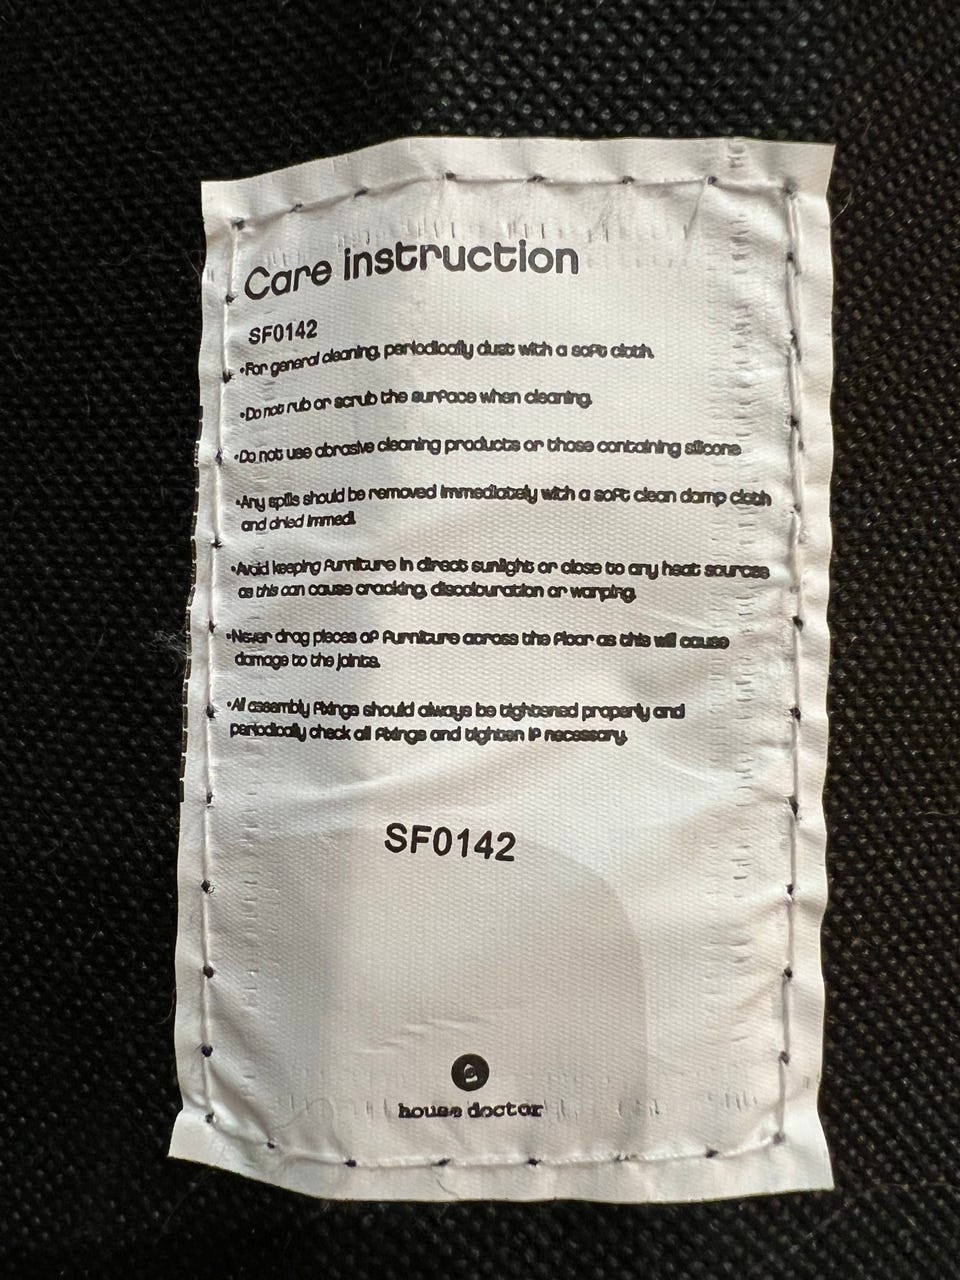 Care instruction
SF0142
•For general cleaning, periodically dust with a soft cloth.
•Do not rub or scrub the surface when cleaning.
•Do not use abrasive cleaning products or those containing silicone
•Any spills should be removed immediately with a soft clean damp cloth
and dried immedi.
•Avoid keeping furniture in direct sunlight or close to any heat sources
as this can cause cracking, discolouration or warping.
•Never drag pieces of furniture across the floor as this will cause
damage to the joints.
•All assembly fixings should always be tightened properly and
periodically check all fixings and tighten if necessary.
SF0142
house doctor